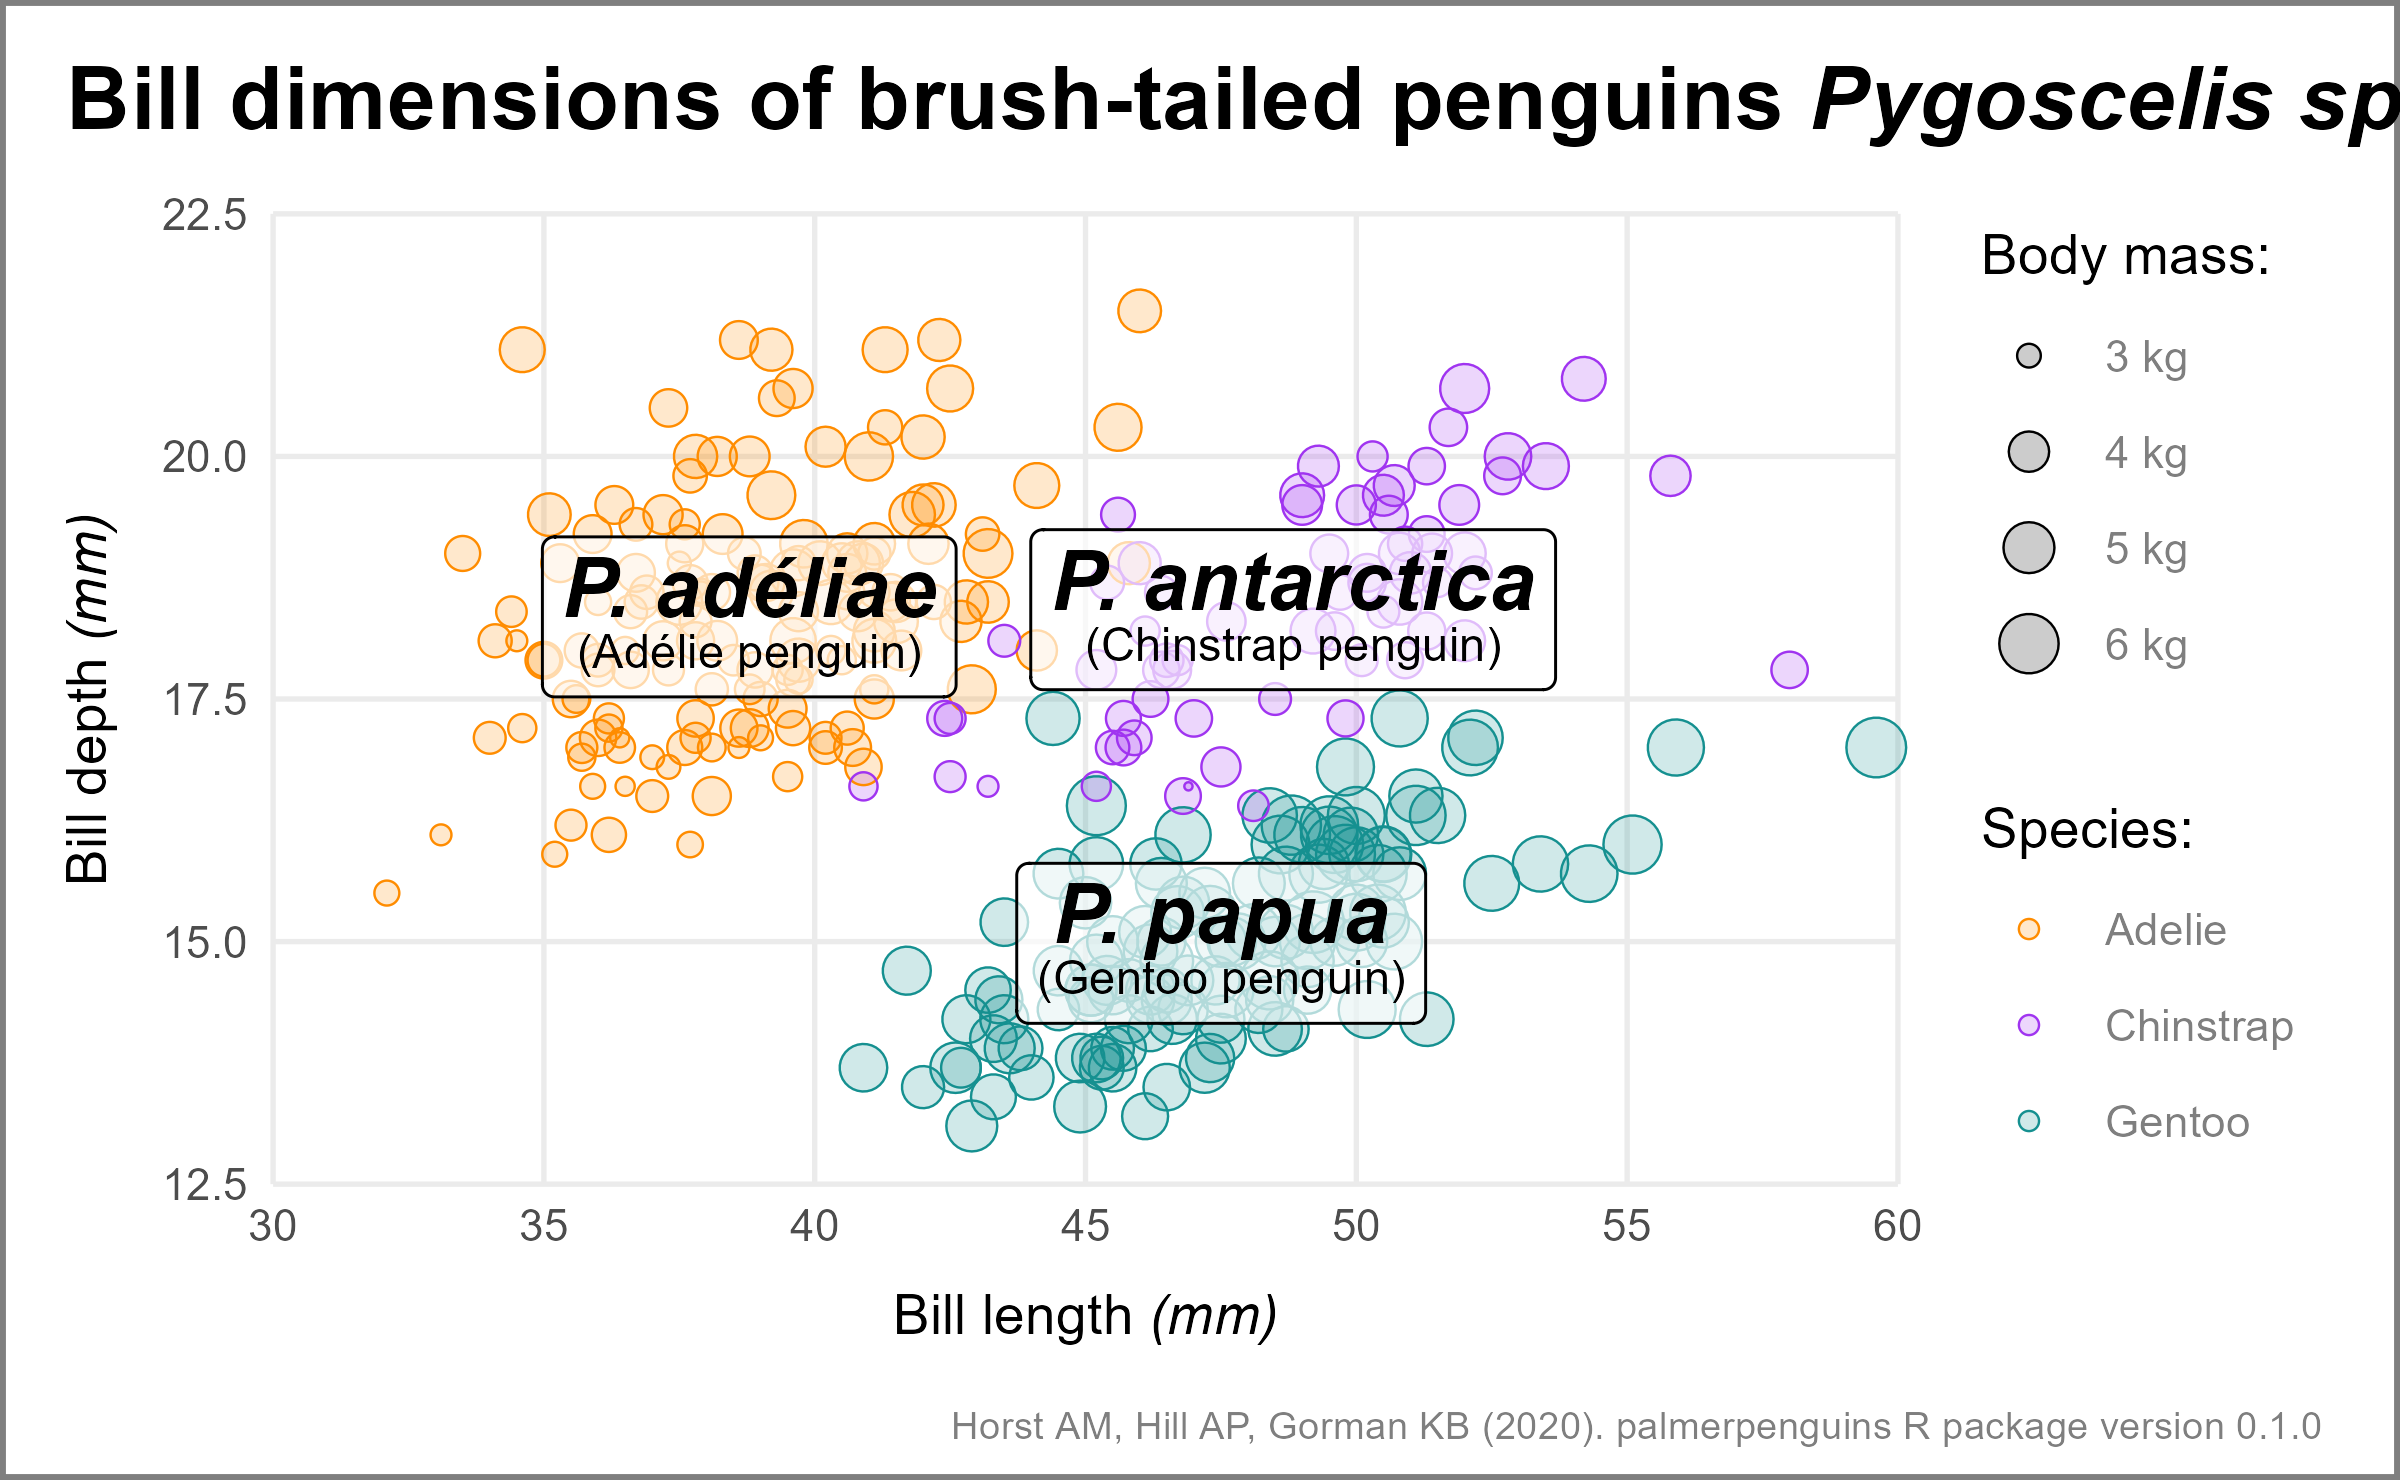 Bill dimensions of brush-tailed penguins Pygoscelis sp
22.5
20.0
17.5
15.0
12.5
Bill depth (mm)
P. adéliae
(Adélie penguin)
P. antarctica
(Chinstrap penguin)
P. papua
(Gentoo penguin)
30 35 40 45 50 55 60
Bill length (mm)
Body mass:
3 kg
4 kg
5 kg
6 kg
Species:
Adelie
Chinstrap
Gentoo
Horst AM, Hill AP, Gorman KB (2020). palmerpenguins R package version 0.1.0